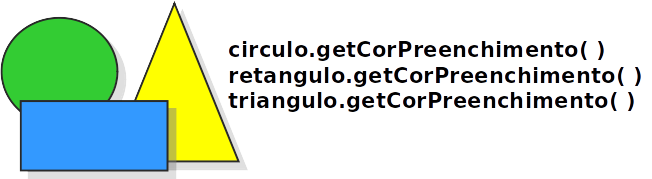 circulo.getCorPreenchimento( )
retangulo.getCorPreenchimento( )
triangulo.getCorPreenchimento( )